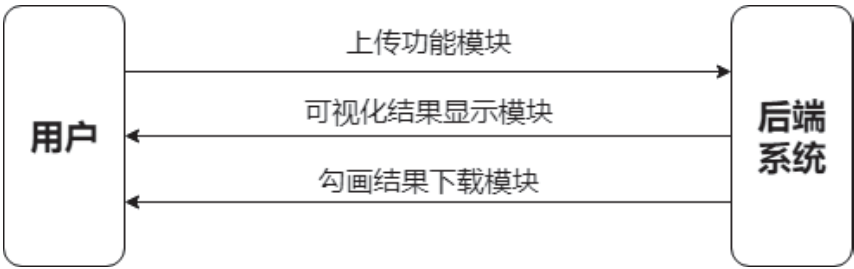 上传功能模块
可视化结果显示模块
勾画结果下载模块
用户
后端
系统